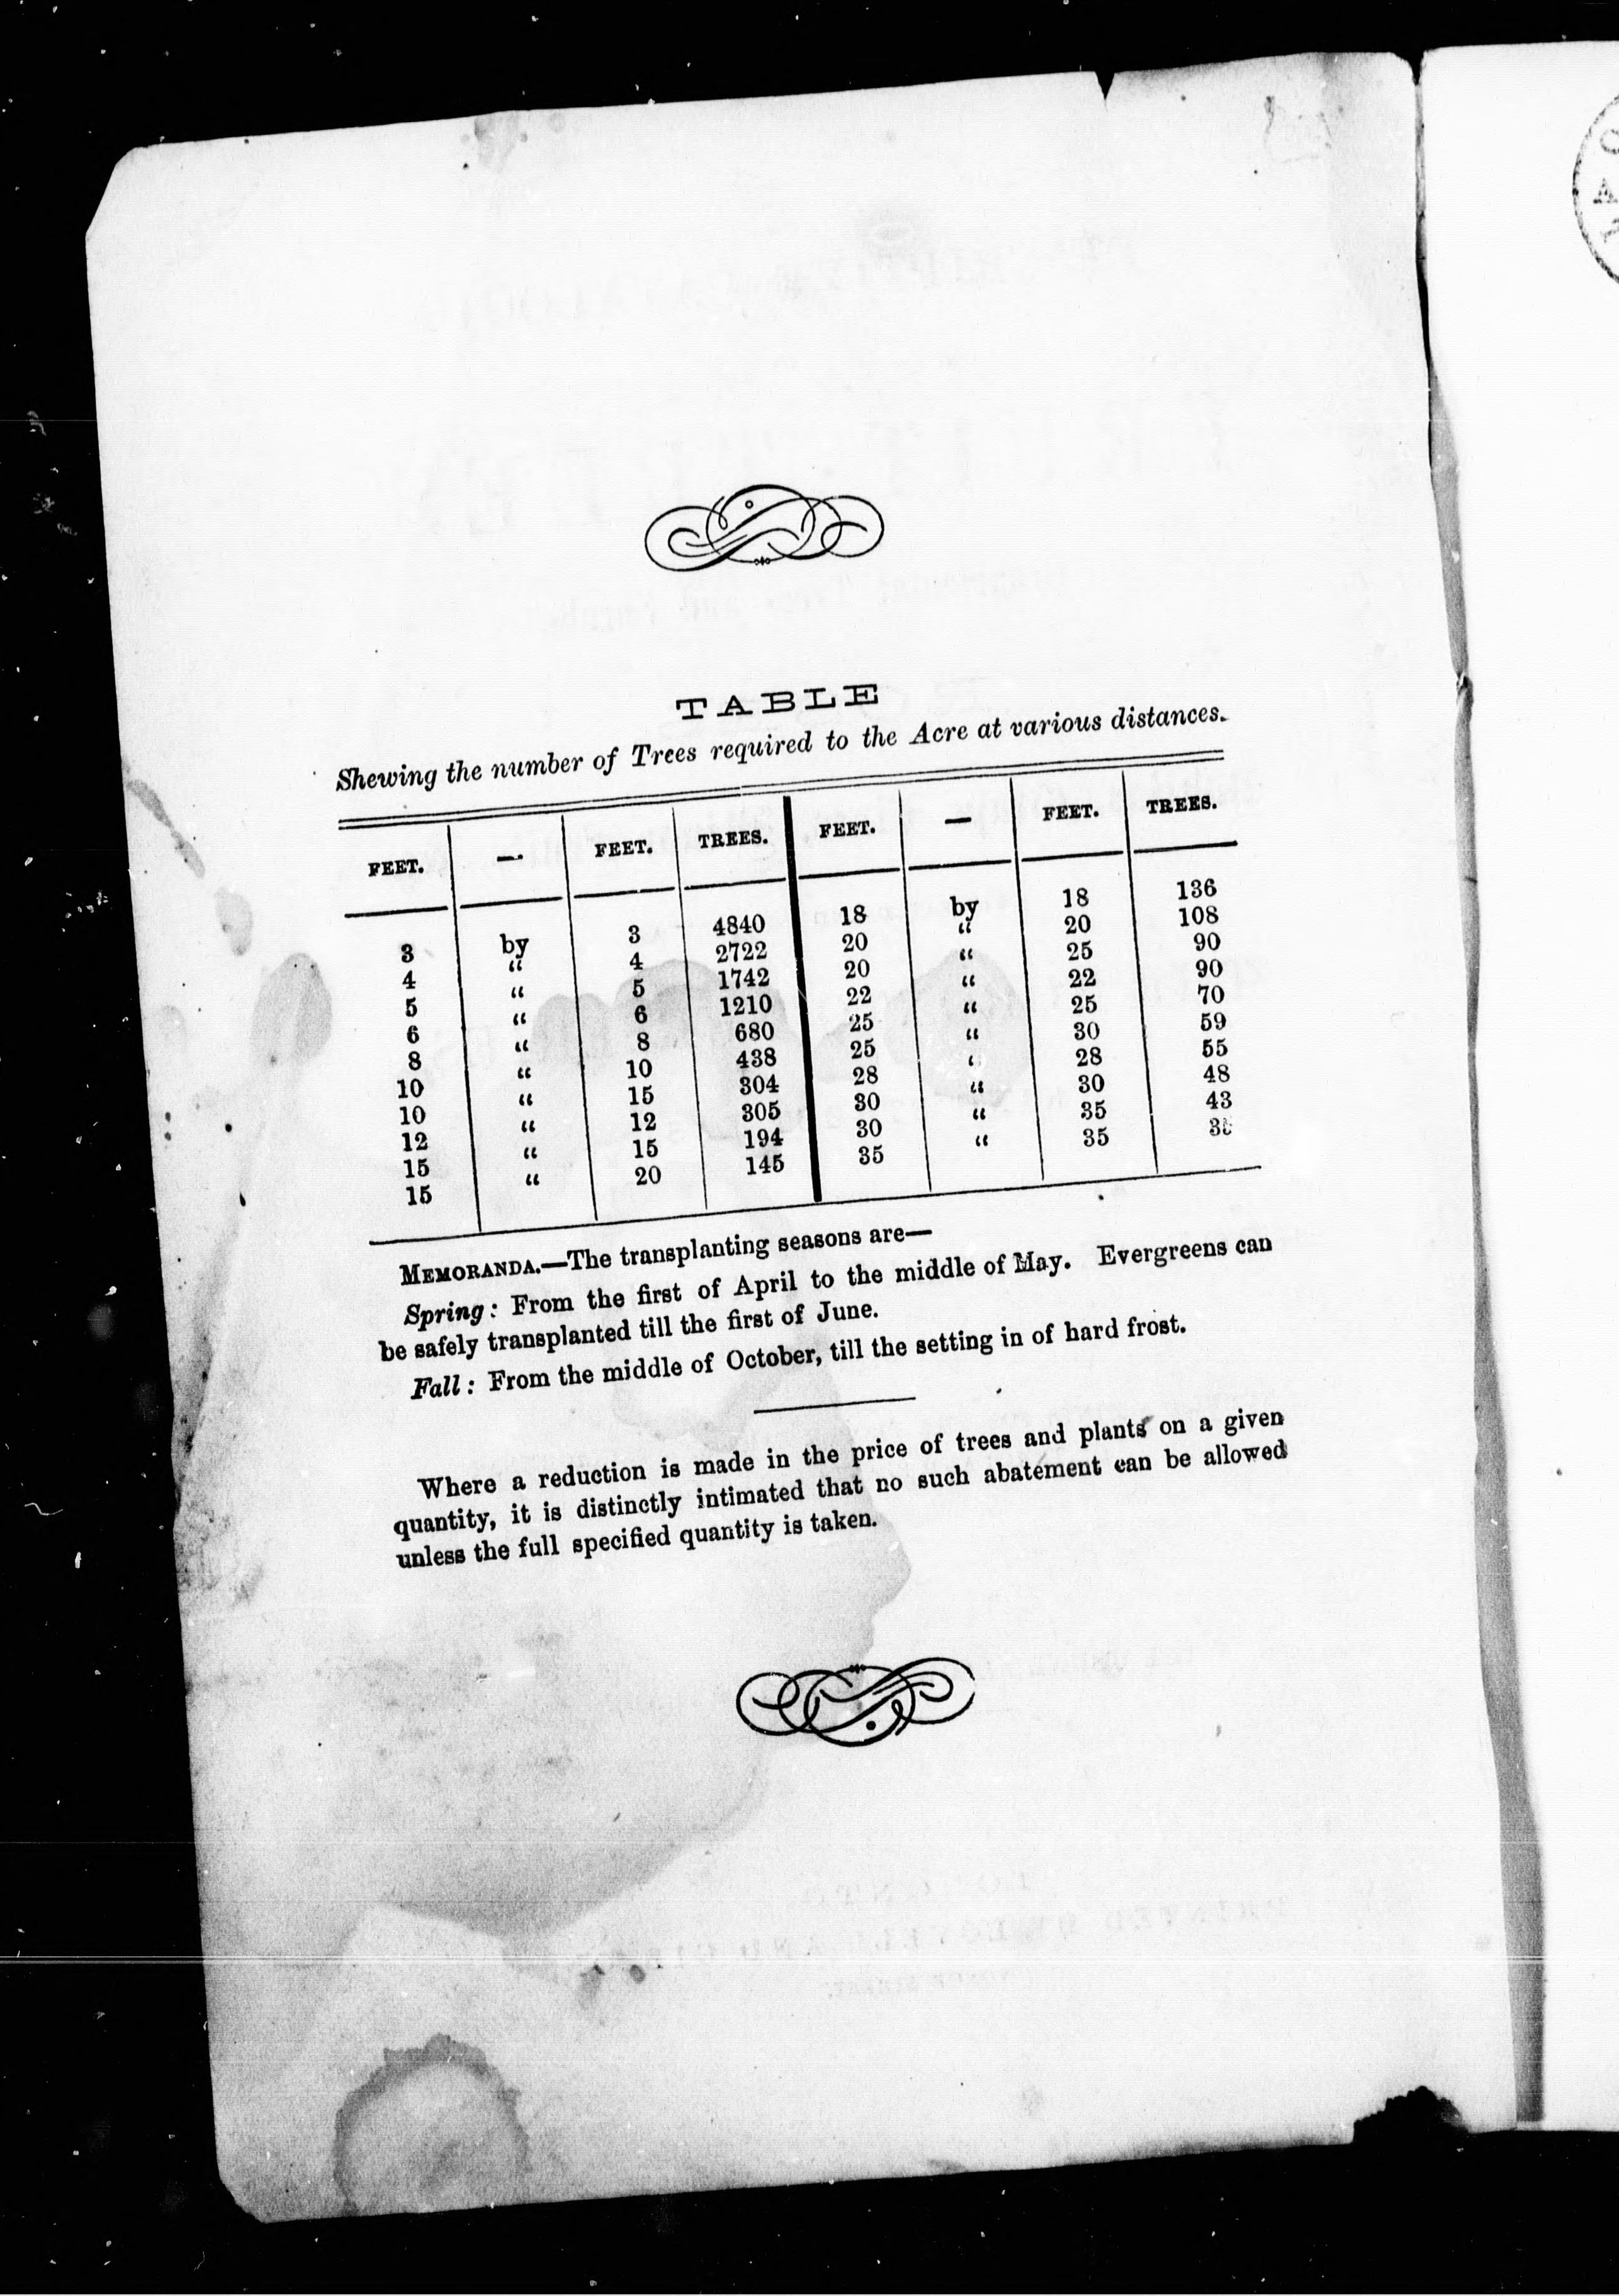 TABLE
Shewing the number of Trees required to the Acre at various distances.
FEET. —. FEET. TREES. FEET. — FEET. TREES.
3 by 3 4840 18 by 18 136
4 “ 4 2722 20 “ 20 108
5 “ 5 1742 20 “ 25 90
6 “ 6 1210 22 “ 22 90
8 “ 8 680 25 “ 25 70
10 “ 10 438 25 “ 30 59
10 “ 15 304 28 “ 28 55
12 “ 12 305 30 “ 30 48
15 “ 15 194 30 “ 35 43
15 “ 20 145 35 “ 35
MEMORANDA.—The transplanting seasons are—
Spring: From the first of April to the middle of May. Evergreens can
be safely transplanted till the first of June.
Fall: From the middle of October, till the setting in of hard frost.
Where a reduction is made in the price of trees and plants on a given
quantity, it is distinctly intimated that no such abatement can be allowed
unless the full specified quantity is taken.